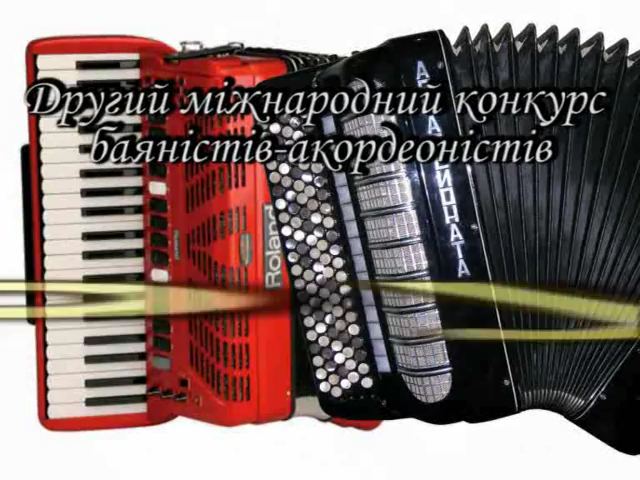 Другий міжнародний конкурс
баяністів-акордеоністів
Roland